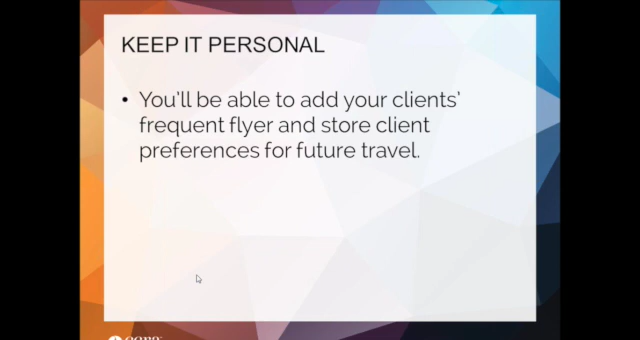 KEEP IT PERSONAL
• You'll be able to add your clients'
frequent flyer and store client
preferences for future travel.